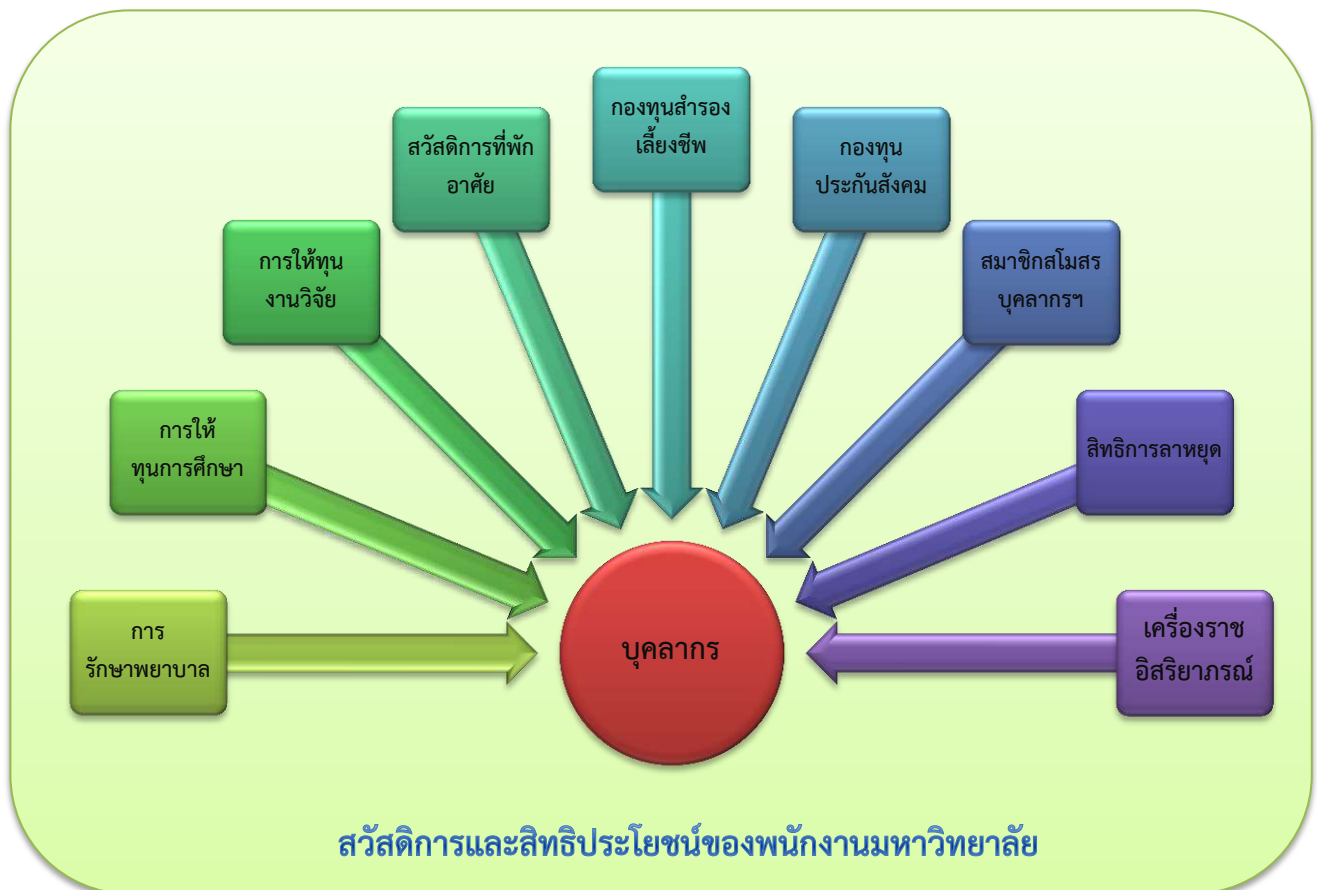 การ
รักษาพยาบาล
การให้
ทุนการศึกษา
การให้ทุน
งานวิจัย
สวัสดิการที่พัก
อาศัย
กองทุนสำรอง
เลี้ยงชีพ
กองทุน
ประกันสังคม
สมาชิกสโมสร
บุคลากรฯ
สิทธิการลาหยุด
เครื่องราช
อิสริยาภรณ์
บุคลากร
สวัสดิการและสิทธิประโยชน์ของพนักงานมหาวิทยาลัย